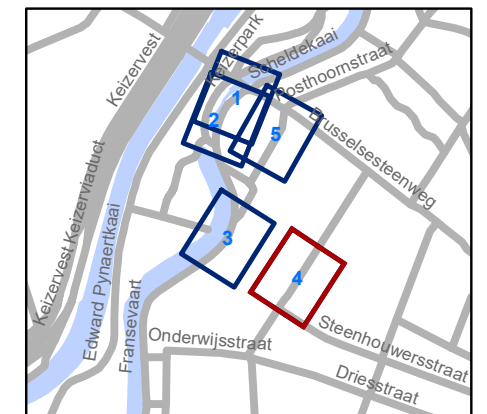 Keizervest
Keizerpark
Scheldekaai
Posthoornstraat
1
2
5
Brusselsesteenweg
Keizervest Keizerviaduct
Edward Pynaertkaai
Fransevaart
3
4
Onderwijsstraat
Steenhouwersstraat
Driesstraat